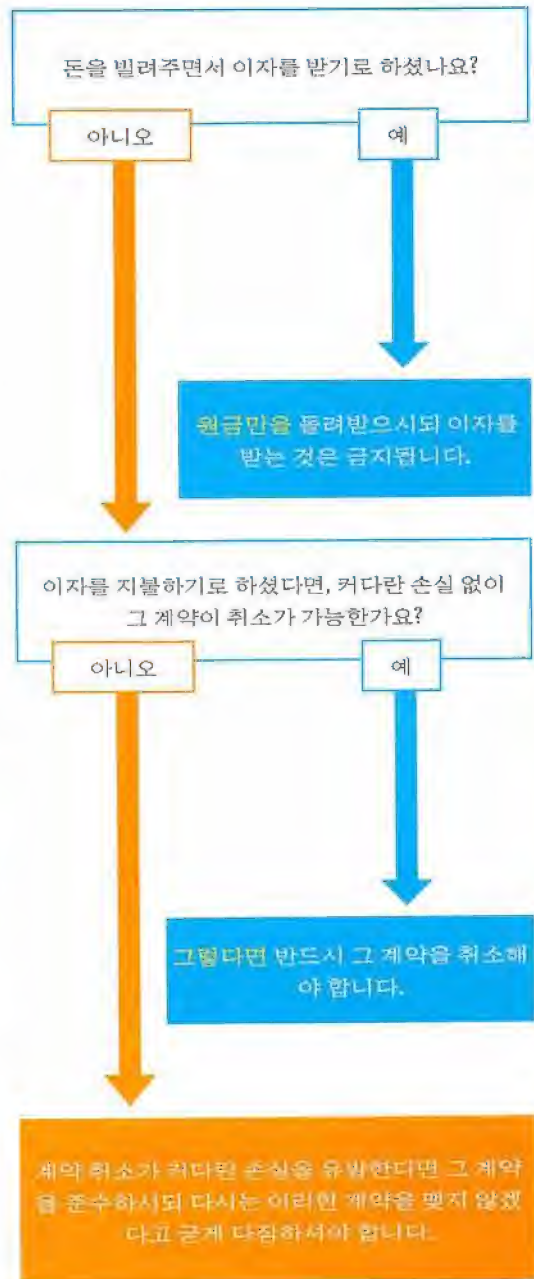 돈을 빌려주면서 이자를 받기로 하셨나요?
아니오
예
원금만을 돌려받으시되 이자를
받는 것은 금지됩니다.
이자를 지불하기로 하셨다면, 커다란 손실 없이
그 계약이 취소가 가능한가요?
아니오
예
그렇다면 반드시 그 계약을 취소해
야 합니다.
계약 취소가 커다란 손실을 유발한다면 그 계약
을 준수하시되 다시는 이러한 계약을 맺지 않겠
다고 굳게 다짐하셔야 합니다.